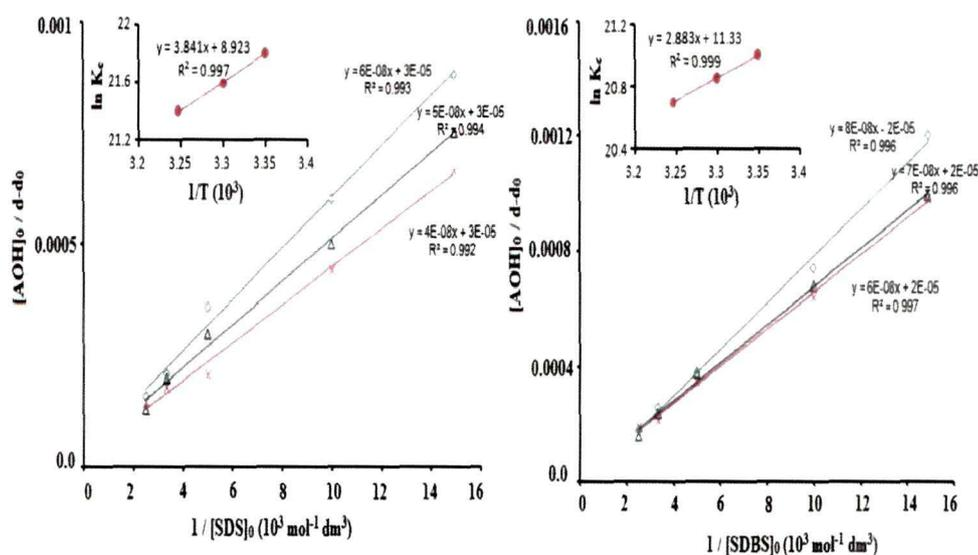 0.001
0.0005
0.0
[AOH]₀ / d-d₀
0 2 4 6 8 10 12 14 16
1 / [SDS]₀ (10³ mol⁻¹ dm³)
y = 6E-08x + 3E-05
R² = 0.993
y = 5E-08x + 3E-05
R² = 0.994
y = 4E-08x + 3E-05
R² = 0.992
22
21.6
21.2
ln K꜀
y = 3.841x + 8.923
R² = 0.997
3.2 3.25 3.3 3.35 3.4
1/T (10³)
0.0016
0.0012
0.0008
0.0004
0.0
[AOH]₀ / d-d₀
0 2 4 6 8 10 12 14 16
1 / [SDBS]₀ (10³ mol⁻¹ dm³)
y = 8E-08x - 2E-05
R² = 0.996
y = 7E-08x + 2E-05
R² = 0.996
y = 6E-08x + 2E-05
R² = 0.997
21.2
20.8
20.4
ln K꜀
y = 2.883x + 11.33
R² = 0.999
3.2 3.25 3.3 3.35 3.4
1/T (10³)